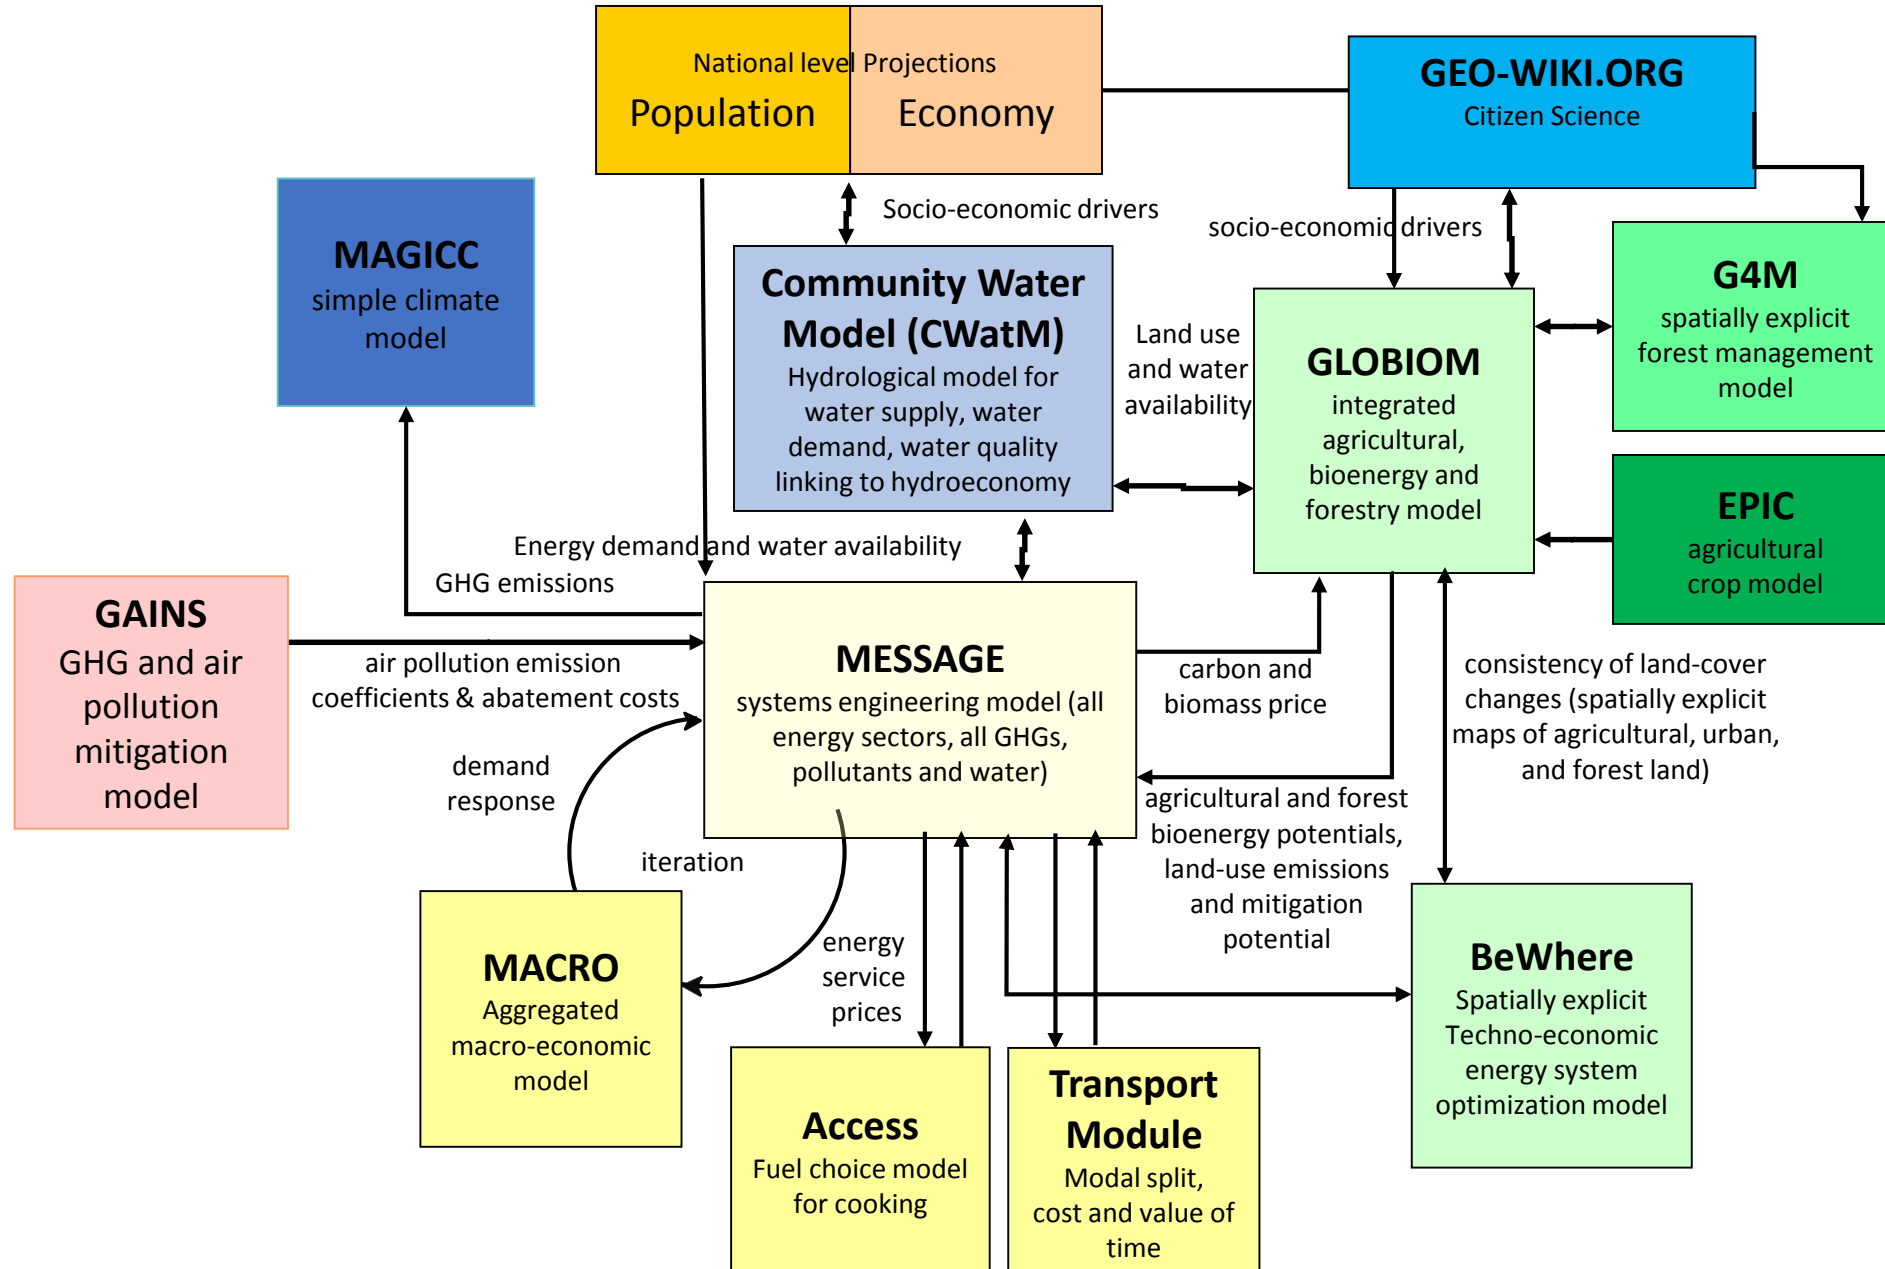 National level Projections
Population
Economy
GEO-WIKI.ORG
Citizen Science
Socio-economic drivers
socio-economic drivers
MAGICC
simple climate
model
Community Water
Model (CWatM)
Hydrological model for
water supply, water
demand, water quality
linking to hydroeconomy
Land use
and water
availability
GLOBIOM
integrated
agricultural,
bioenergy and
forestry model
G4M
spatially explicit
forest management
model
EPIC
agricultural
crop model
Energy demand and water availability
GHG emissions
GAINS
GHG and air
pollution
mitigation
model
air pollution emission
coefficients & abatement costs
MESSAGE
systems engineering model (all
energy sectors, all GHGs,
pollutants and water)
carbon and
biomass price
consistency of land-cover
changes (spatially explicit
maps of agricultural, urban,
and forest land)
demand
response
iteration
agricultural and forest
bioenergy potentials,
land-use emissions
and mitigation
potential
energy
service
prices
MACRO
Aggregated
macro-economic
model
Access
Fuel choice model
for cooking
Transport
Module
Modal split,
cost and value of
time
BeWhere
Spatially explicit
Techno-economic
energy system
optimization model